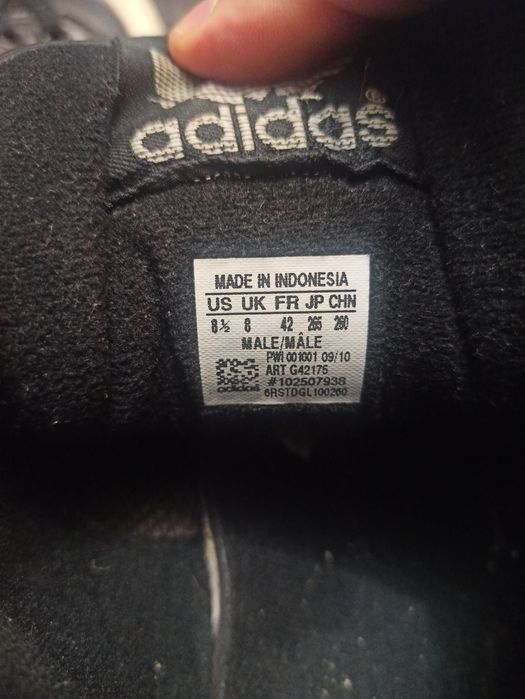 adidas®
MADE IN INDONESIA
US UK FR JP CHN
8½ 8 42 265 260
MALE/MÂLE
PWI 001001 09/10
ART G42175
#102507938
adidas 6RSTDGL100260